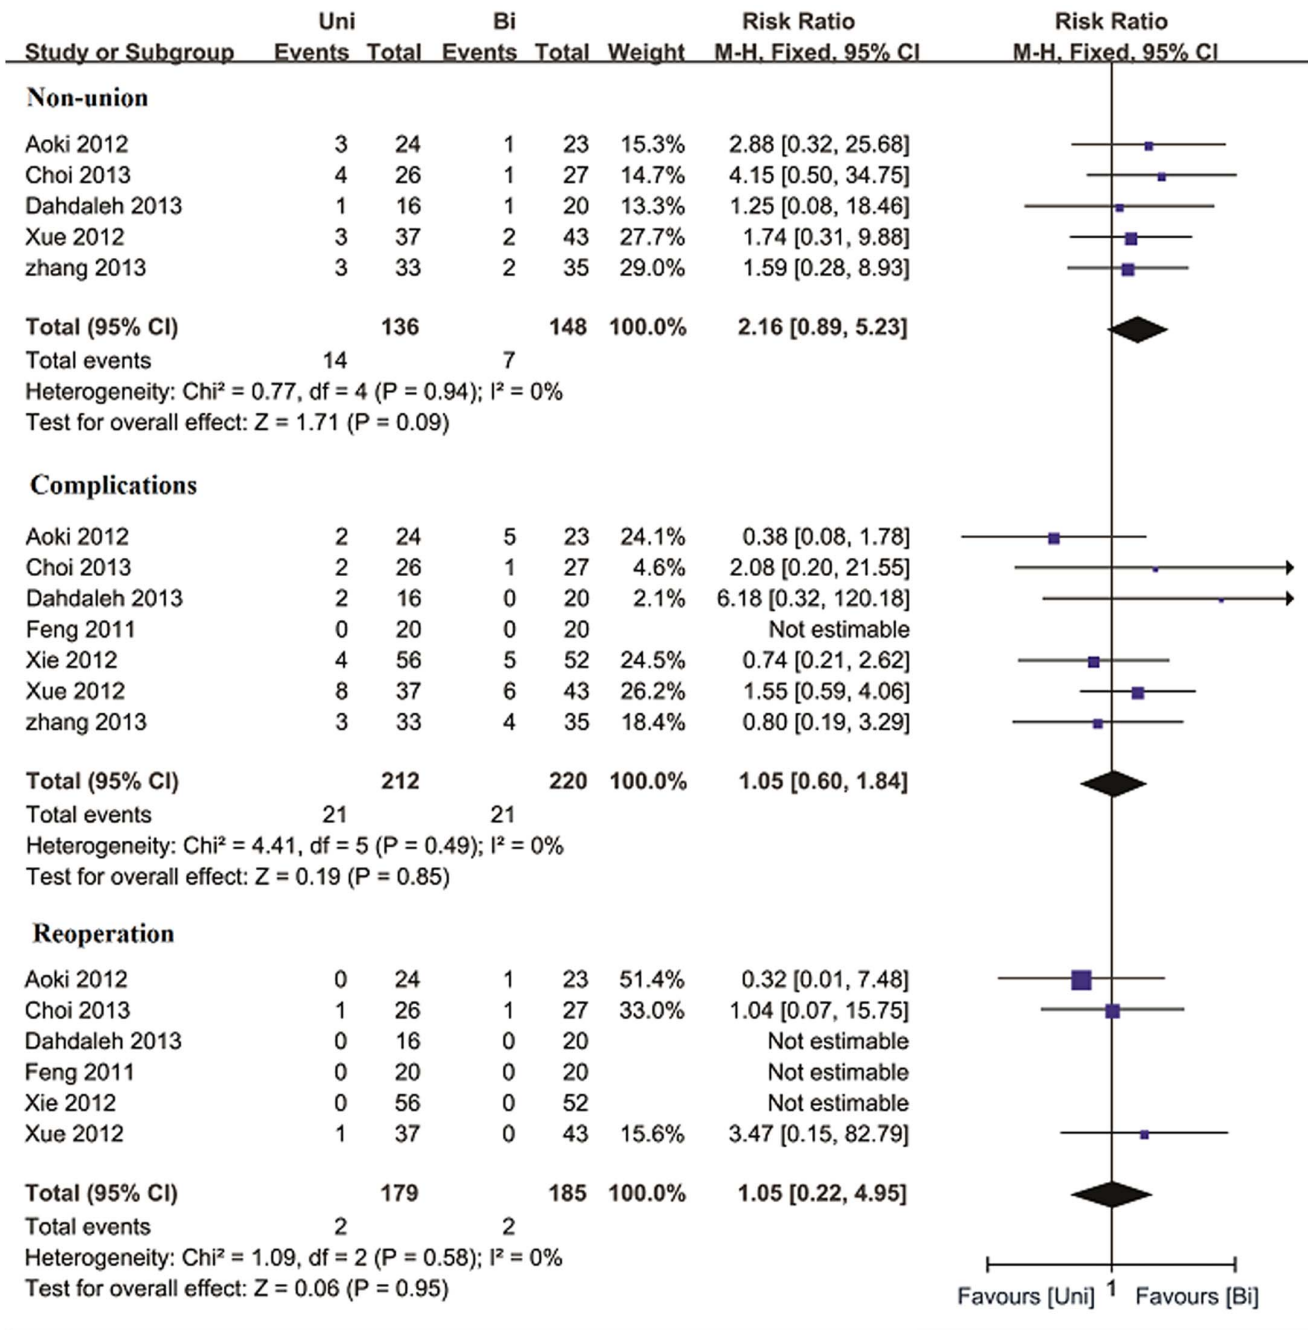 Uni Bi Risk Ratio Risk Ratio
Study or Subgroup Events Total Events Total Weight M-H, Fixed, 95% CI M-H, Fixed, 95% CI
Non-union
Aoki 2012 3 24 1 23 15.3% 2.88 [0.32, 25.68]
Choi 2013 4 26 1 27 14.7% 4.15 [0.50, 34.75]
Dahdaleh 2013 1 16 1 20 13.3% 1.25 [0.08, 18.46]
Xue 2012 3 37 2 43 27.7% 1.74 [0.31, 9.88]
zhang 2013 3 33 2 35 29.0% 1.59 [0.28, 8.93]
Total (95% CI) 136 148 100.0% 2.16 [0.89, 5.23]
Total events 14 7
Heterogeneity: Chi² = 0.77, df = 4 (P = 0.94); I² = 0%
Test for overall effect: Z = 1.71 (P = 0.09)
Complications
Aoki 2012 2 24 5 23 24.1% 0.38 [0.08, 1.78]
Choi 2013 2 26 1 27 4.6% 2.08 [0.20, 21.55]
Dahdaleh 2013 2 16 0 20 2.1% 6.18 [0.32, 120.18]
Feng 2011 0 20 0 20 Not estimable
Xie 2012 4 56 5 52 24.5% 0.74 [0.21, 2.62]
Xue 2012 8 37 6 43 26.2% 1.55 [0.59, 4.06]
zhang 2013 3 33 4 35 18.4% 0.80 [0.19, 3.29]
Total (95% CI) 212 220 100.0% 1.05 [0.60, 1.84]
Total events 21 21
Heterogeneity: Chi² = 4.41, df = 5 (P = 0.49); I² = 0%
Test for overall effect: Z = 0.19 (P = 0.85)
Reoperation
Aoki 2012 0 24 1 23 51.4% 0.32 [0.01, 7.48]
Choi 2013 1 26 1 27 33.0% 1.04 [0.07, 15.75]
Dahdaleh 2013 0 16 0 20 Not estimable
Feng 2011 0 20 0 20 Not estimable
Xie 2012 0 56 0 52 Not estimable
Xue 2012 1 37 0 43 15.6% 3.47 [0.15, 82.79]
Total (95% CI) 179 185 100.0% 1.05 [0.22, 4.95]
Total events 2 2
Heterogeneity: Chi² = 1.09, df = 2 (P = 0.58); I² = 0%
Test for overall effect: Z = 0.06 (P = 0.95)
Favours [Uni] 1 Favours [Bi]